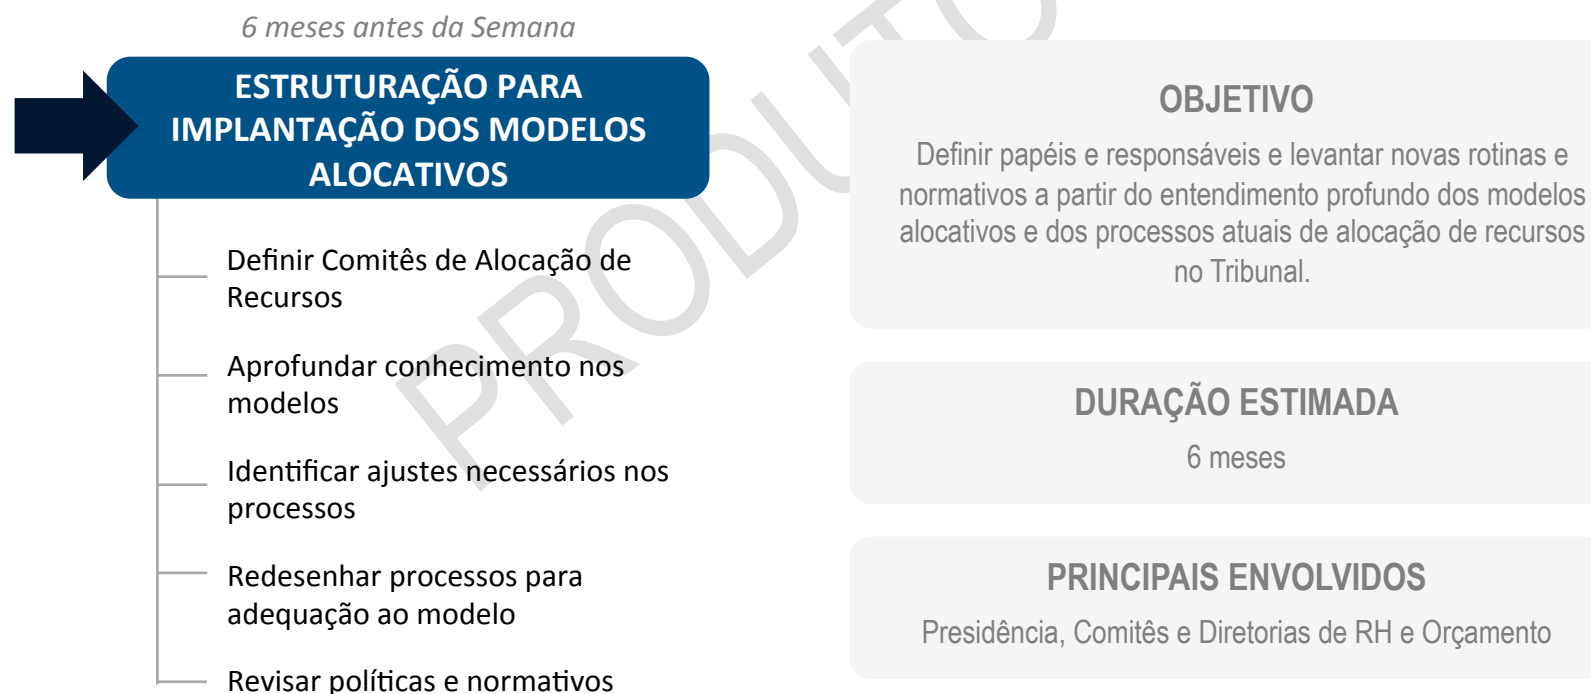 6 meses antes da Semana
ESTRUTURAÇÃO PARA
IMPLANTAÇÃO DOS MODELOS
ALOCATIVOS
Definir Comitês de Alocação de
Recursos
Aprofundar conhecimento nos
modelos
Identificar ajustes necessários nos
processos
Redesenhar processos para
adequação ao modelo
Revisar políticas e normativos
OBJETIVO
Definir papéis e responsáveis e levantar novas rotinas e
normativos a partir do entendimento profundo dos modelos
alocativos e dos processos atuais de alocação de recursos
no Tribunal.
DURAÇÃO ESTIMADA
6 meses
PRINCIPAIS ENVOLVIDOS
Presidência, Comitês e Diretorias de RH e Orçamento
PRODUTO